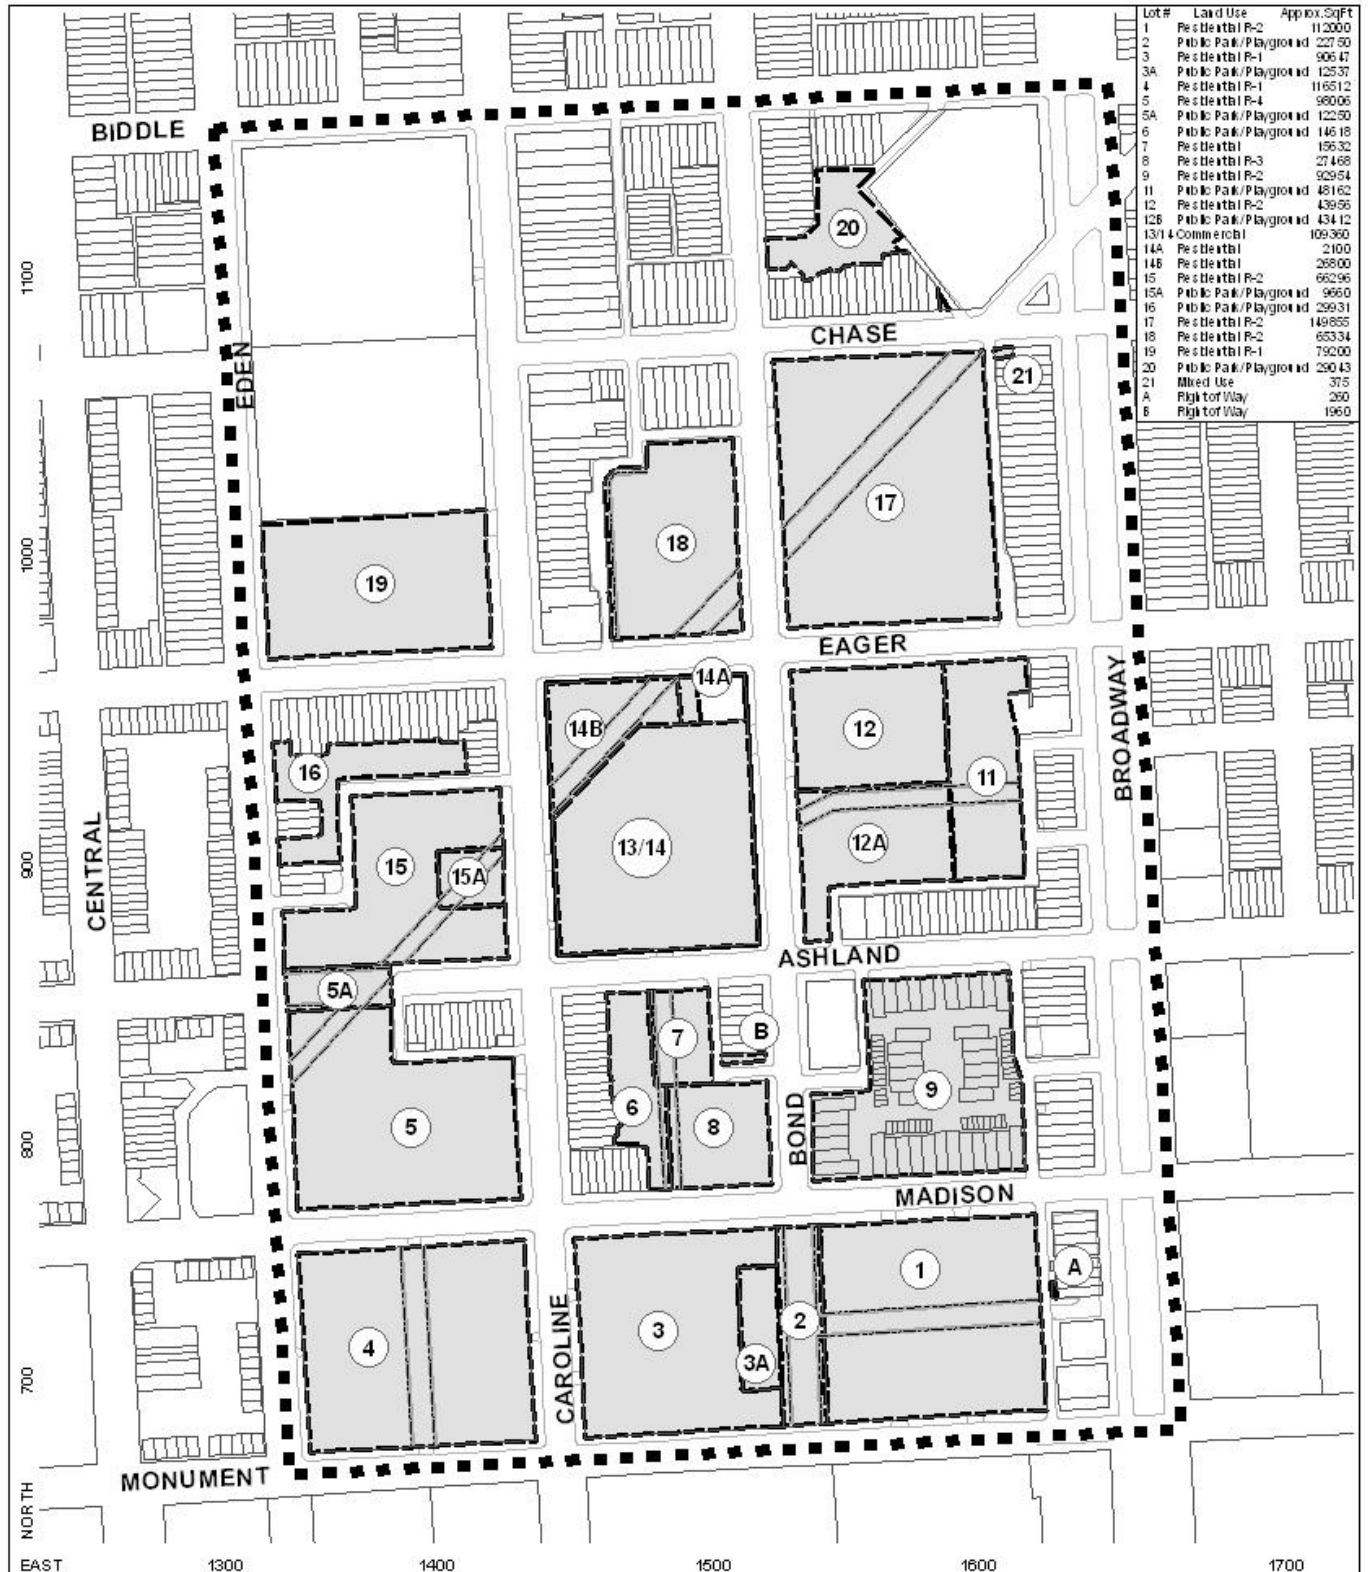 Lot # Land Use Approx.SqFt
1 Residential R-2 112000
2 Public Park/Playground 22750
3 Residential R-1 90647
3A Public Park/Playground 12537
4 Residential R-1 116512
5 Residential R-4 98006
5A Public Park/Playground 12250
6 Public Park/Playground 14618
7 Residential 15632
8 Residential R-3 27468
9 Residential R-2 92954
11 Public Park/Playground 48162
12 Residential R-2 43956
12B Public Park/Playground 43412
13/14 Commercial 109360
14A Residential 2100
14B Residential 26800
15 Residential R-2 66296
15A Public Park/Playground 9660
16 Public Park/Playground 29931
17 Residential R-2 149855
18 Residential R-2 65334
19 Residential R-1 79200
20 Public Park/Playground 29043
21 Mixed Use 375
A Right of Way 260
B Right of Way 1960
BIDDLE
20
1100
CHASE
EDEN
21
17
18
1000
19
EAGER
14A
BROADWAY
14B
12
16
11
CENTRAL
900
13/14
12A
15
15A
ASHLAND
5A
B
7
9
6
8
5
BOND
800
MADISON
A
1
2
3
4
3A
CAROLINE
700
MONUMENT
NORTH
EAST 1300 1400 1500 1600 1700